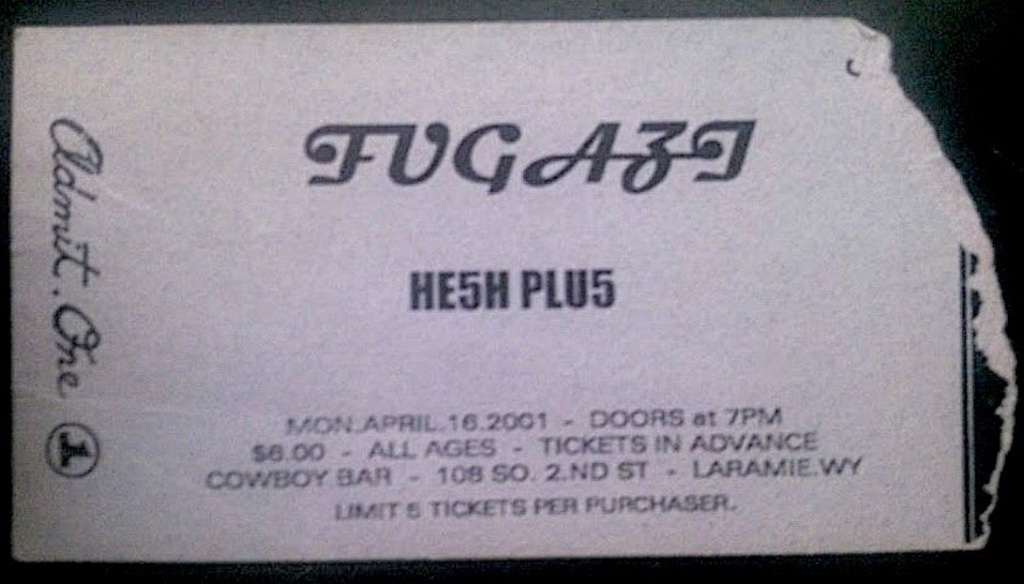 FUGAZI
HE5H PLU5
MON.APRIL.16.2001 - DOORS at 7PM
$6.00 - ALL AGES - TICKETS IN ADVANCE
COWBOY BAR - 108 SO. 2.ND ST - LARAMIE.WY
LIMIT 6 TICKETS PER PURCHASER.
Admit. One 1